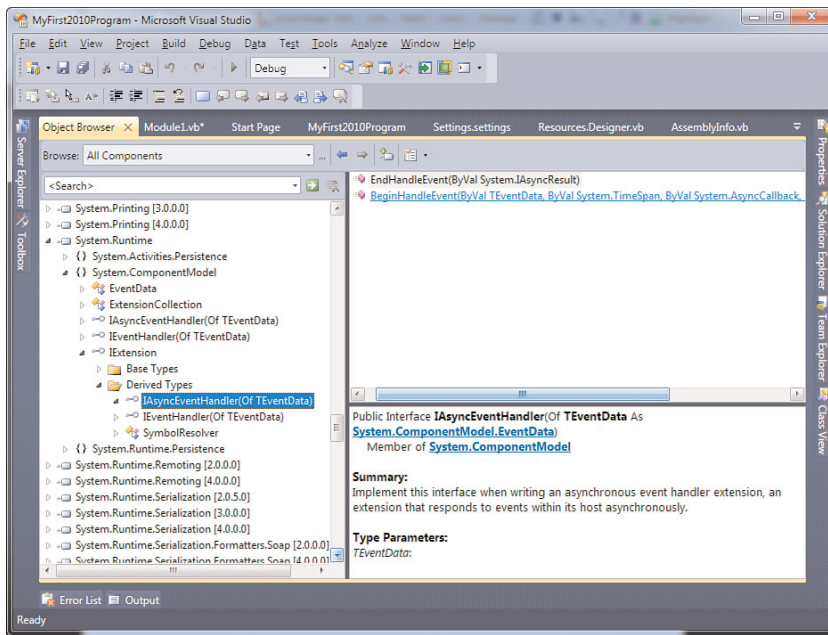 MyFirst2010Program - Microsoft Visual Studio
File Edit View Project Build Debug Data Test Tools Analyze Window Help
Debug
Server Explorer
Toolbox
Object Browser Module1.vb* Start Page MyFirst2010Program Settings.settings Resources.Designer.vb AssemblyInfo.vb
Browse: All Components ...
<Search>
System.Printing [3.0.0.0]
System.Printing [4.0.0.0]
System.Runtime
{} System.Activities.Persistence
{} System.ComponentModel
EventData
ExtensionCollection
IAsyncEventHandler(Of TEventData)
IEventHandler(Of TEventData)
IExtension
Base Types
Derived Types
IAsyncEventHandler(Of TEventData)
IEventHandler(Of TEventData)
SymbolResolver
{} System.Runtime.Persistence
System.Runtime.Remoting [2.0.0.0]
System.Runtime.Remoting [4.0.0.0]
System.Runtime.Serialization [2.0.5.0]
System.Runtime.Serialization [3.0.0.0]
System.Runtime.Serialization [4.0.0.0]
System.Runtime.Serialization.Formatters.Soap [2.0.0.0]
System.Runtime.Serialization.Formatters.Soap [4.0.0.0]
EndHandleEvent(ByVal System.IAsyncResult)
BeginHandleEvent(ByVal TEventData, ByVal System.TimeSpan, ByVal System.AsyncCallback,
Public Interface IAsyncEventHandler(Of TEventData As
System.ComponentModel.EventData)
Member of System.ComponentModel
Summary:
Implement this interface when writing an asynchronous event handler extension, an
extension that responds to events within its host asynchronously.
Type Parameters:
TEventData:
Properties
Solution Explorer
Team Explorer
Class View
Error List Output
Ready